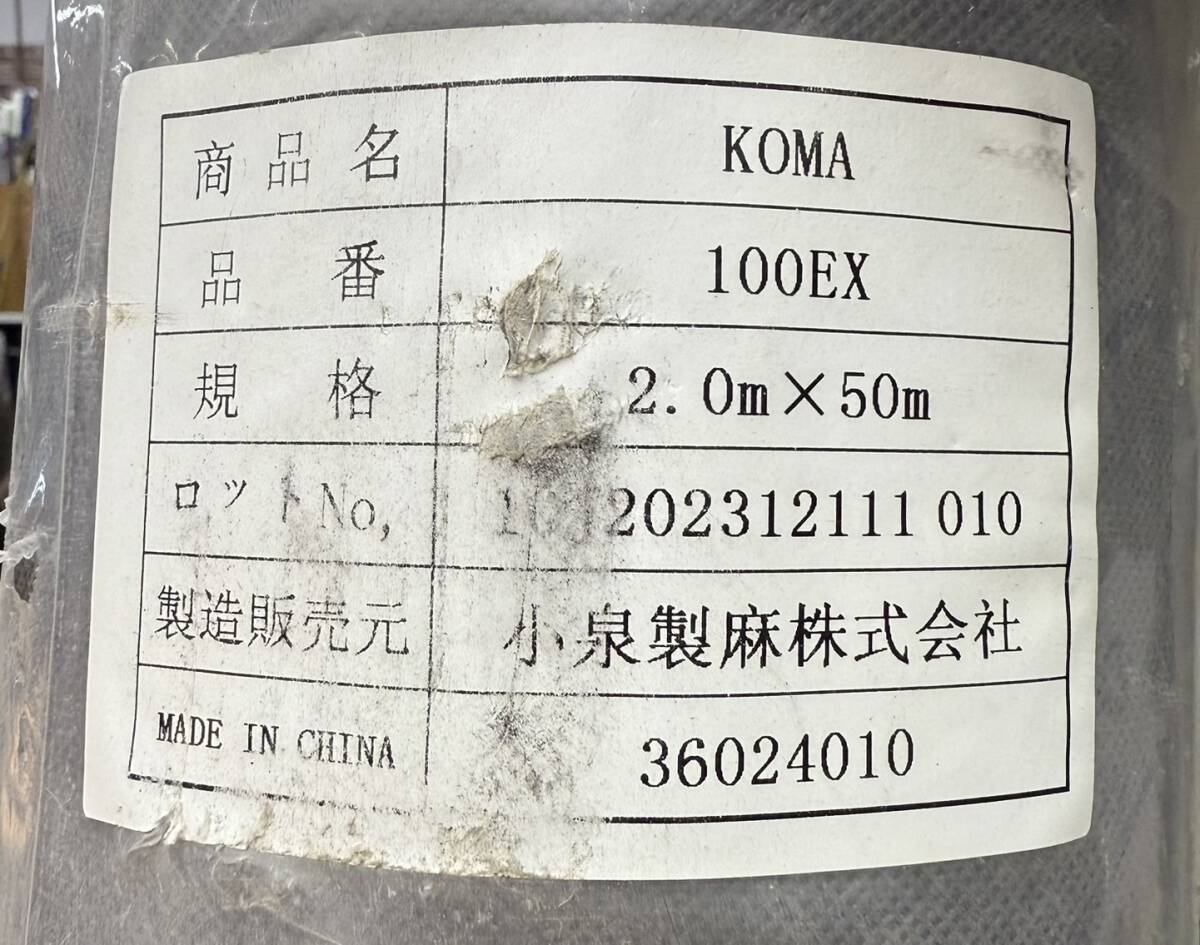 商品名 KOMA
品番 100EX
規格 2.0m×50m
ロットNo, 202312111 010
製造販売元 小泉製麻株式会社
MADE IN CHINA 36024010